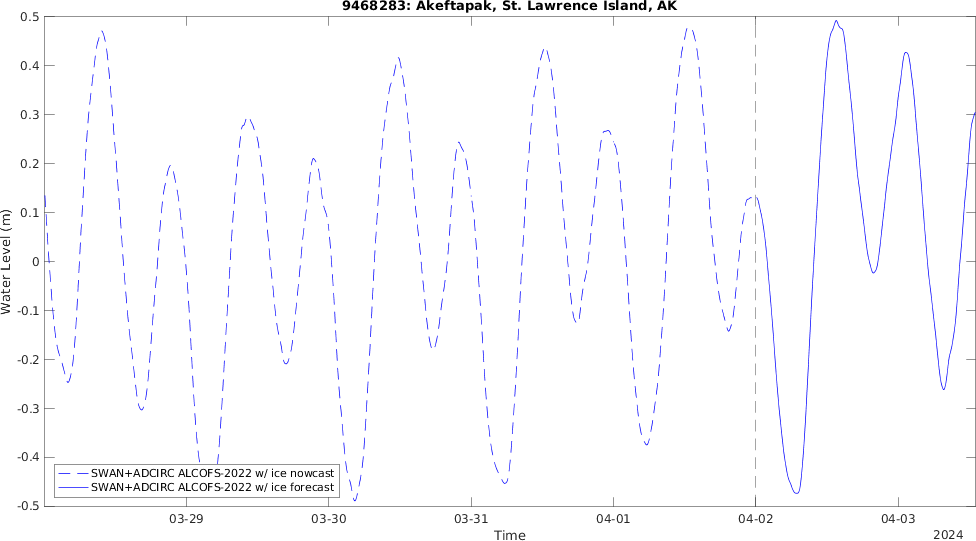 9468283: Akeftapak, St. Lawrence Island, AK
0.5
0.4
0.3
0.2
0.1
0
-0.1
-0.2
-0.3
-0.4
-0.5
Water Level (m)
SWAN+ADCIRC ALCOFS-2022 w/ ice nowcast
SWAN+ADCIRC ALCOFS-2022 w/ ice forecast
03-29 03-30 03-31 04-01 04-02 04-03
Time
2024